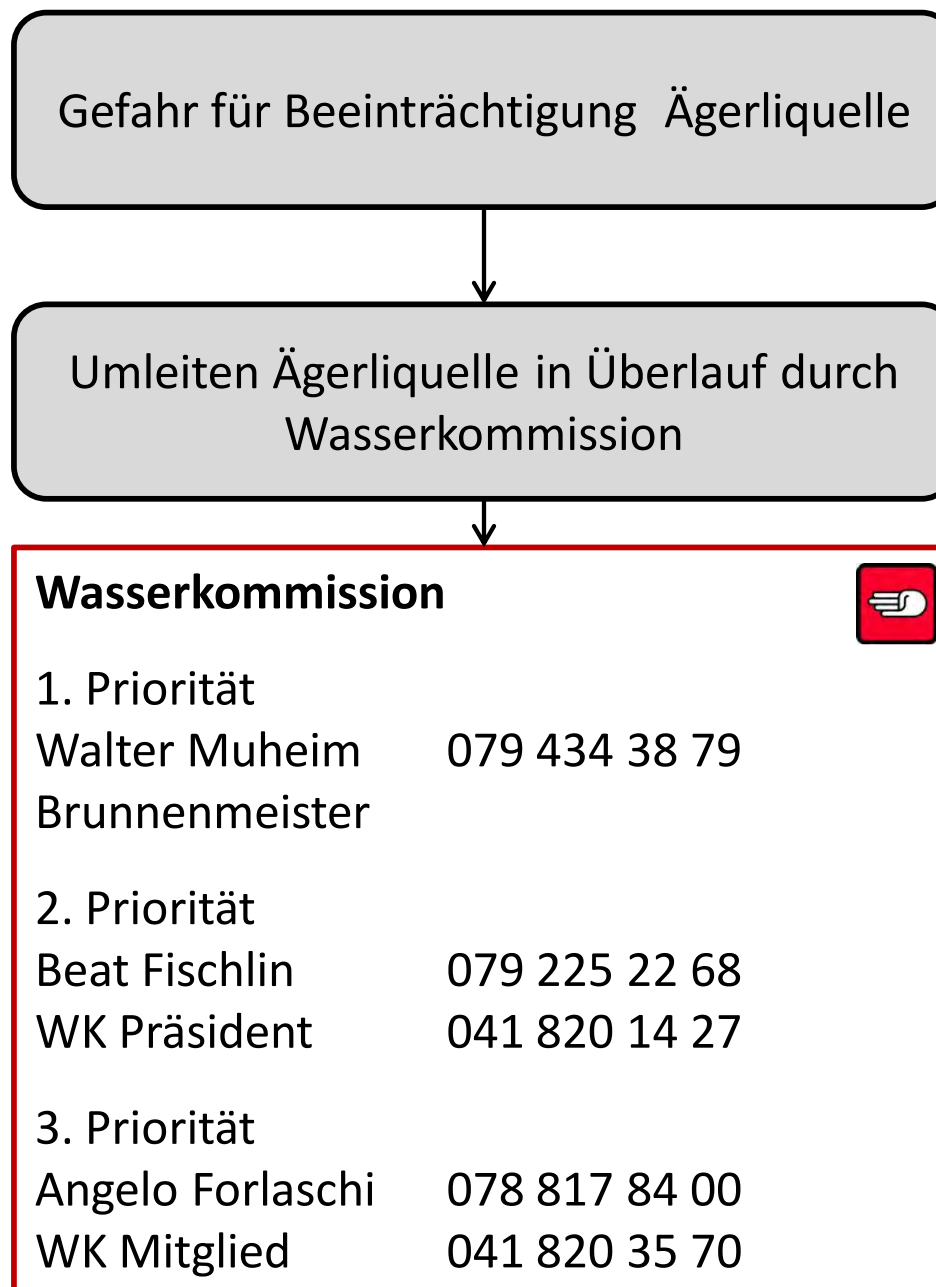 Gefahr für Beeinträchtigung Ägerliquelle
Umleiten Ägerliquelle in Überlauf durch
Wasserkommission
Wasserkommission
1. Priorität
Walter Muheim 079 434 38 79
Brunnenmeister
2. Priorität
Beat Fischlin 079 225 22 68
WK Präsident 041 820 14 27
3. Priorität
Angelo Forlaschi 078 817 84 00
WK Mitglied 041 820 35 70